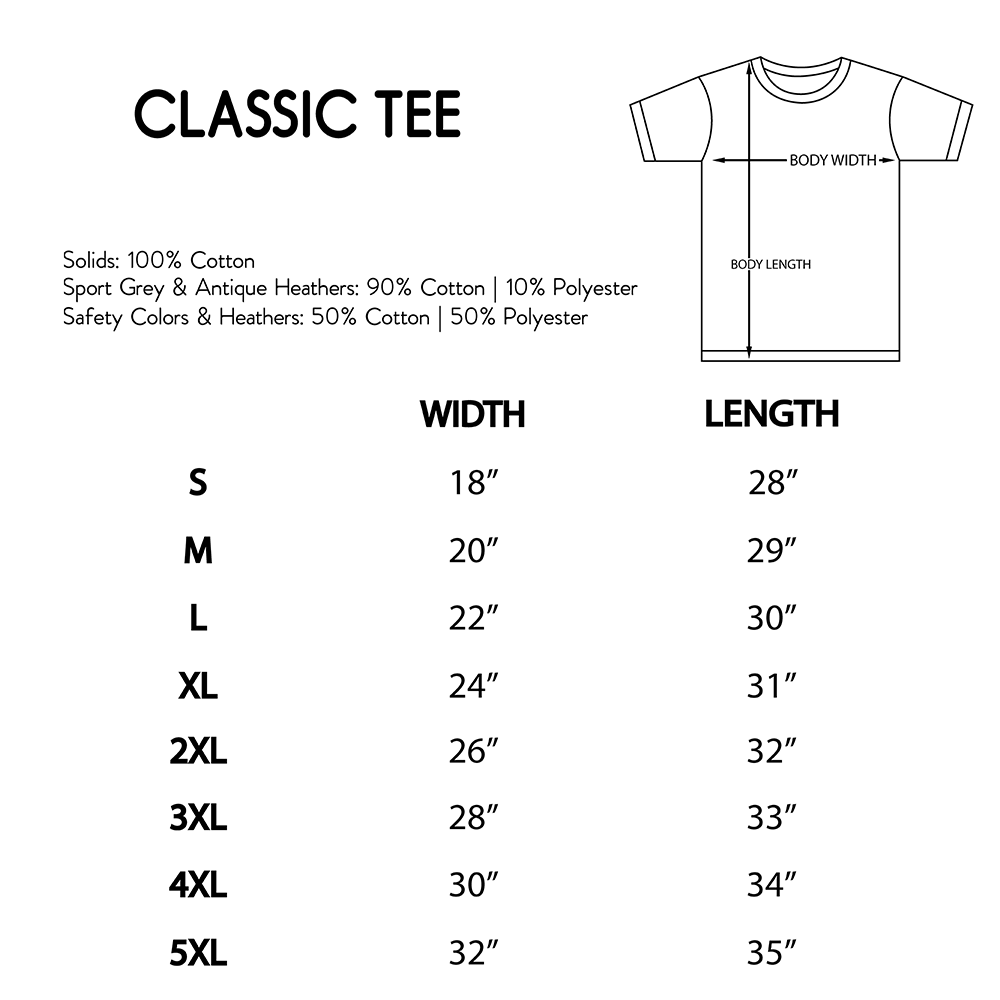 CLASSIC TEE
BODY WIDTH
BODY LENGTH
Solids: 100% Cotton
Sport Grey & Antique Heathers: 90% Cotton | 10% Polyester
Safety Colors & Heathers: 50% Cotton | 50% Polyester
WIDTH LENGTH
S 18” 28”
M 20” 29”
L 22” 30”
XL 24” 31”
2XL 26” 32”
3XL 28” 33”
4XL 30” 34”
5XL 32” 35”